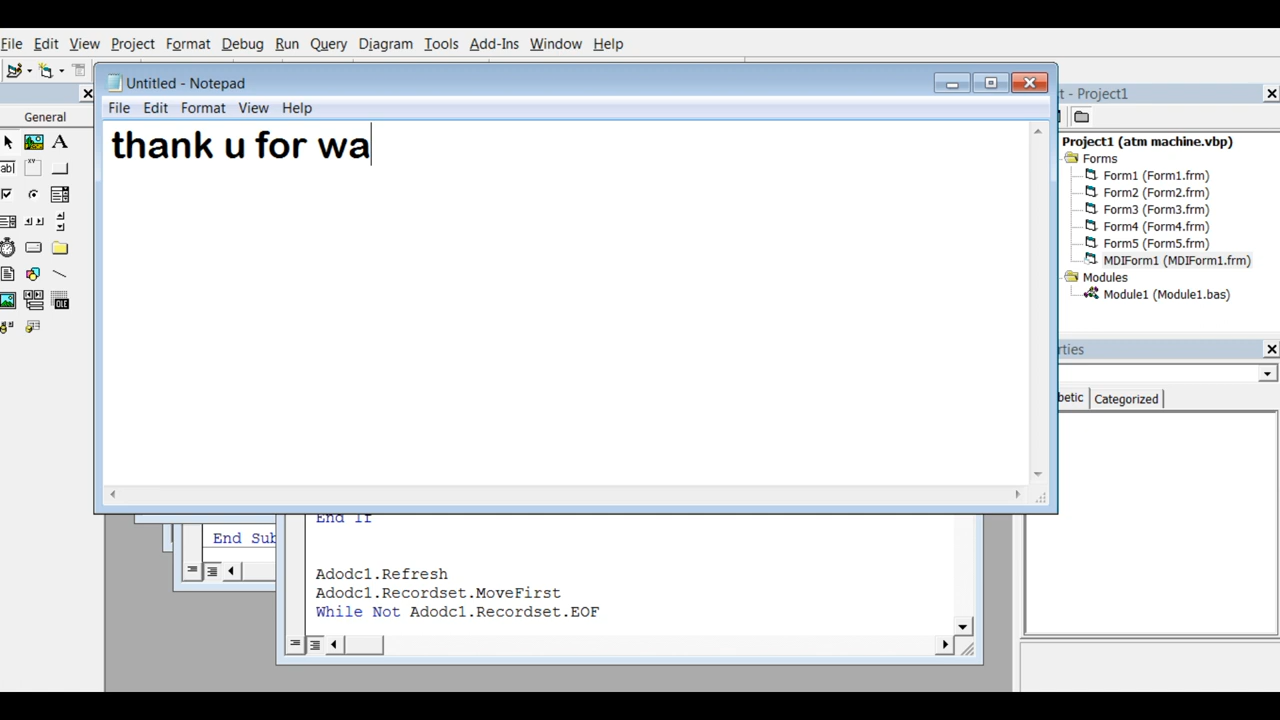 File Edit View Project Format Debug Run Query Diagram Tools Add-Ins Window Help
Untitled - Notepad
File Edit Format View Help
thank u for wa
General
t - Project1
Project1 (atm machine.vbp)
Forms
Form1 (Form1.frm)
Form2 (Form2.frm)
Form3 (Form3.frm)
Form4 (Form4.frm)
Form5 (Form5.frm)
MDIForm1 (MDIForm1.frm)
Modules
Module1 (Module1.bas)
rties
betic Categorized
End If
End Sub
Adodc1.Refresh
Adodc1.Recordset.MoveFirst
While Not Adodc1.Recordset.EOF